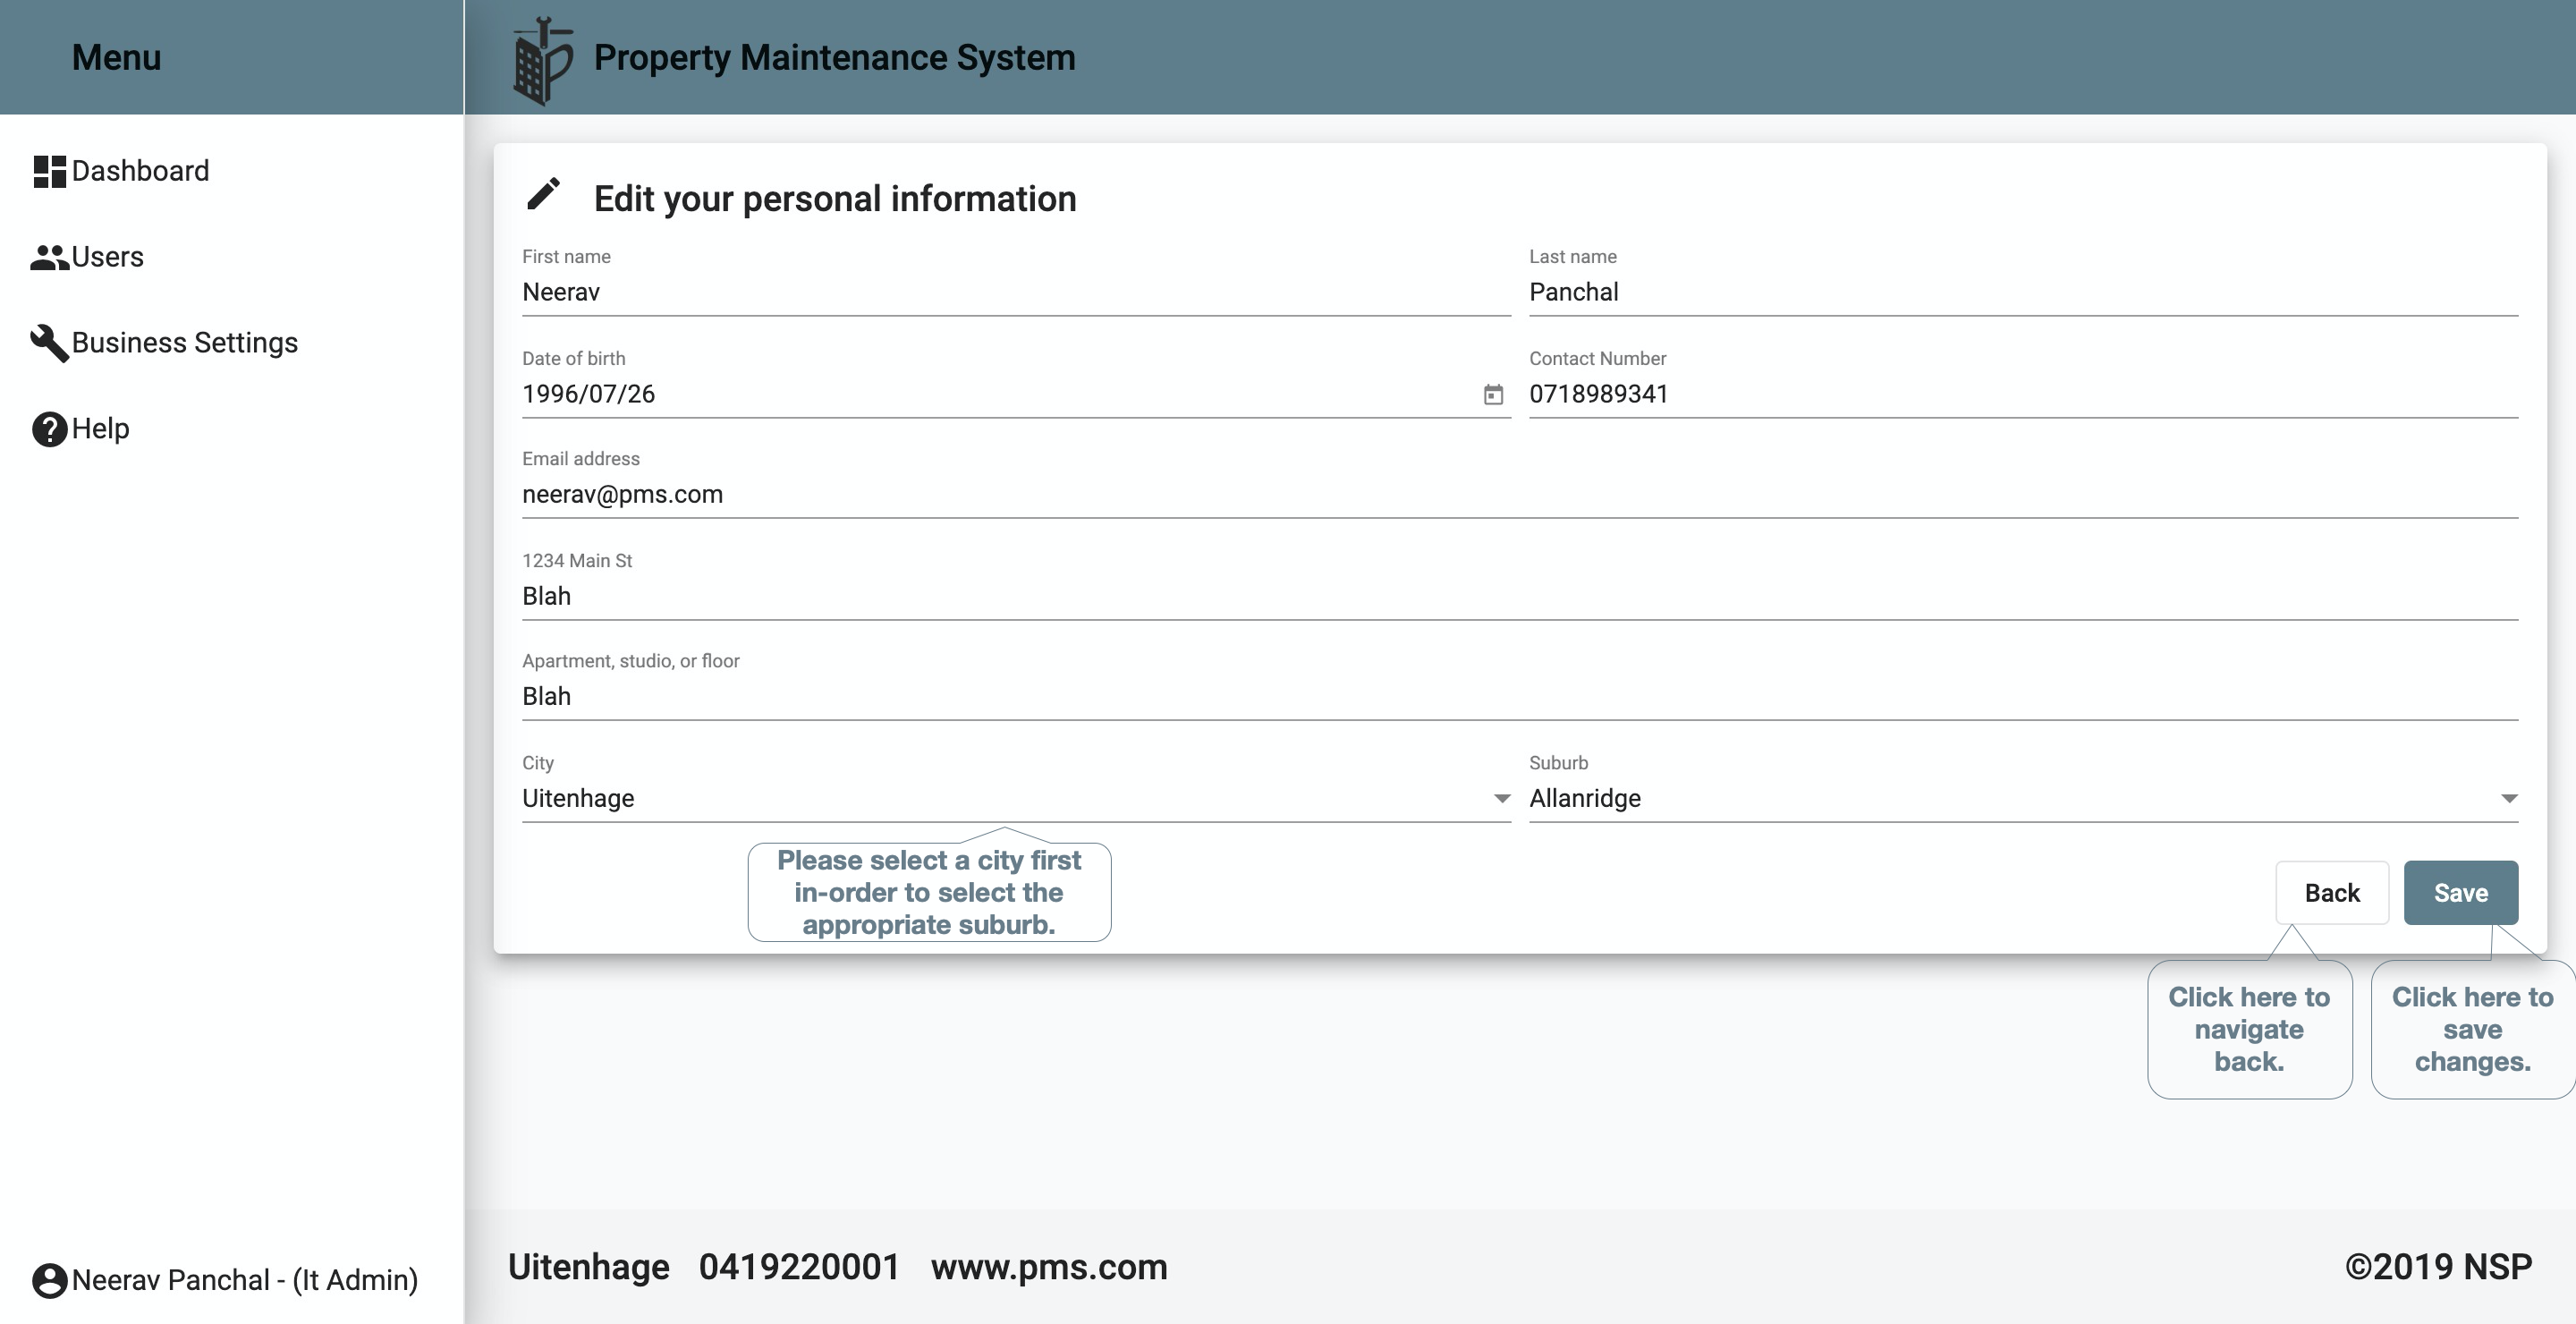 Menu
Property Maintenance System
Dashboard
Users
Business Settings
Help
Neerav Panchal - (It Admin)
Edit your personal information
First name
Neerav
Last name
Panchal
Date of birth
1996/07/26
Contact Number
0718989341
Email address
neerav@pms.com
1234 Main St
Blah
Apartment, studio, or floor
Blah
City
Uitenhage
Suburb
Allanridge
Please select a city first
in-order to select the
appropriate suburb.
Back
Save
Click here to
navigate
back.
Click here to
save
changes.
Uitenhage 0419220001 www.pms.com
©2019 NSP